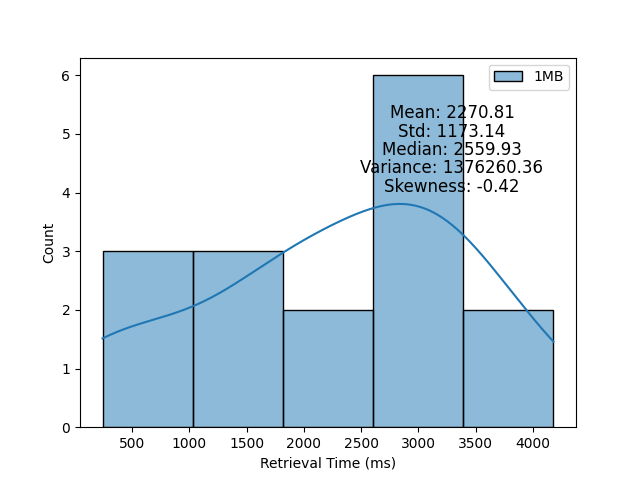 1MB
Mean: 2270.81
Std: 1173.14
Median: 2559.93
Variance: 1376260.36
Skewness: -0.42
6
5
4
3
2
1
0
Count
500 1000 1500 2000 2500 3000 3500 4000
Retrieval Time (ms)